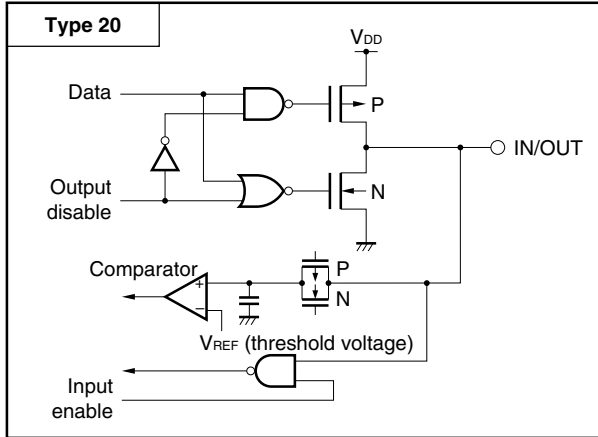 Type 20
VDD
Data
P
IN/OUT
Output
disable
N
Comparator
P
N
+
−
VREF (threshold voltage)
Input
enable